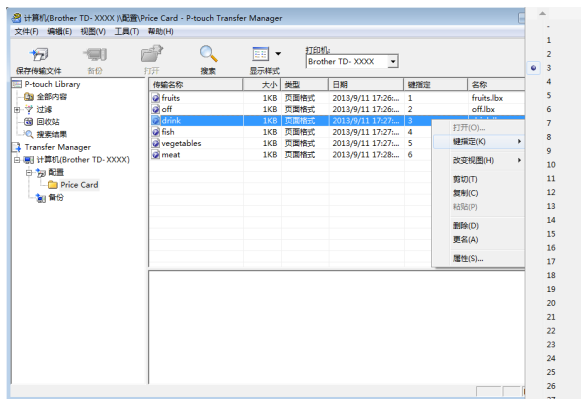 计算机(Brother TD- XXXX )\配置\Price Card - P-touch Transfer Manager
文件(F) 编辑(E) 视图(V) 工具(T) 帮助(H)
保存传输文件 备份 打开 搜索 显示样式
打印机:
Brother TD- XXXX
P-touch Library
全部内容
过滤
回收站
搜索结果
Transfer Manager
计算机(Brother TD- XXXX)
配置
Price Card
备份
传输名称 大小 类型 日期 键指定 名称
fruits 1KB 页面格式 2013/9/11 17:26:... 1 fruits.lbx
off 1KB 页面格式 2013/9/11 17:26:... 2 off.lbx
drink 1KB 页面格式 2013/9/11 17:27:... 3
fish 1KB 页面格式 2013/9/11 17:27:... 4
vegetables 1KB 页面格式 2013/9/11 17:27:... 5
meat 1KB 页面格式 2013/9/11 17:28:... 6
打开(O)...
键指定(K)
改变视图(H)
剪切(T)
复制(C)
粘贴(P)
删除(D)
更名(A)
属性(S)...
-
1
2
3
4
5
6
7
8
9
10
11
12
13
14
15
16
17
18
19
20
21
22
23
24
25
26
27